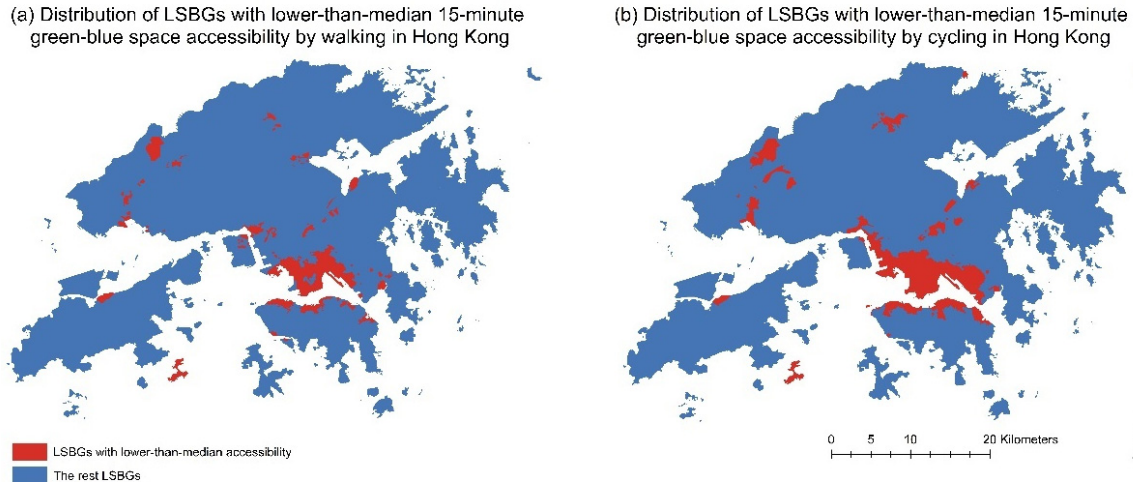 (a) Distribution of LSBGs with lower-than-median 15-minute
green-blue space accessibility by walking in Hong Kong
(b) Distribution of LSBGs with lower-than-median 15-minute
green-blue space accessibility by cycling in Hong Kong
LSBGs with lower-than-median accessibility
The rest LSBGs
0 5 10 20 Kilometers